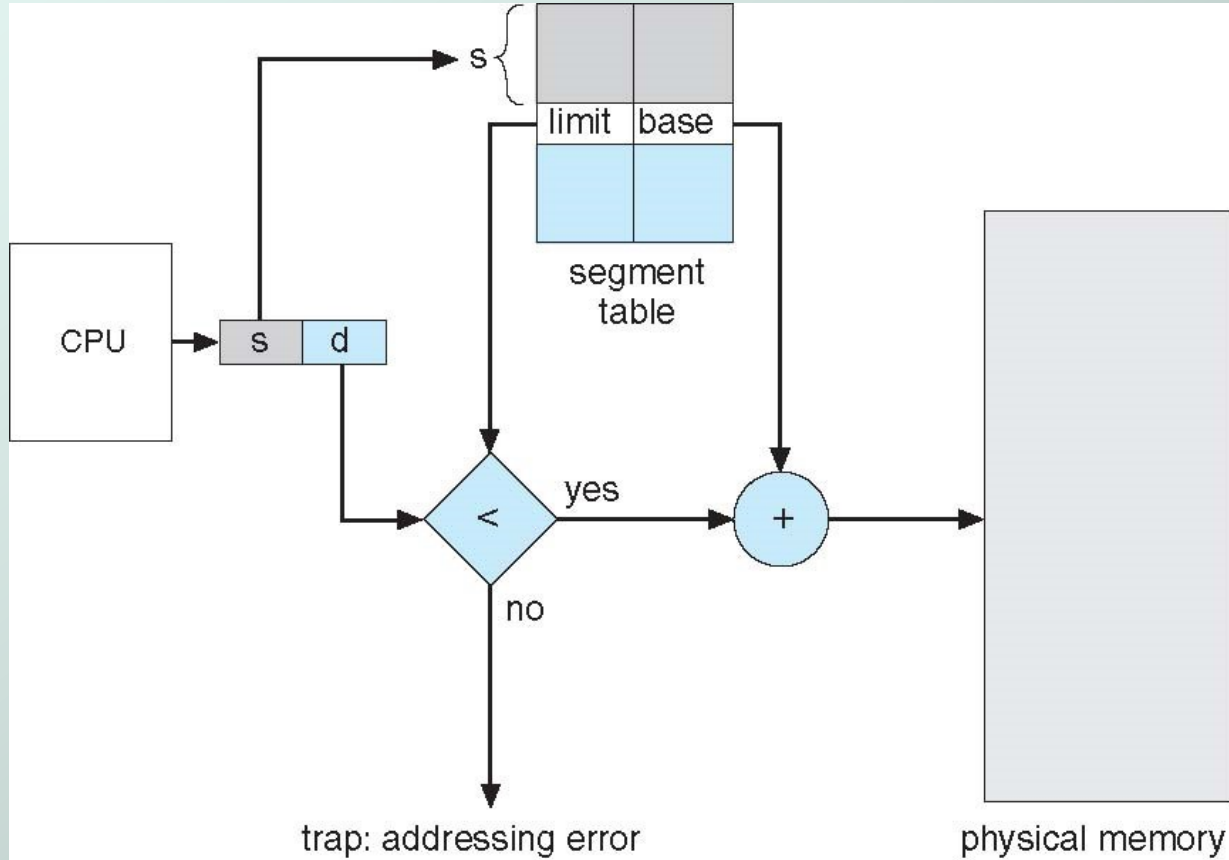 s
limit base
segment
table
CPU
s d
<
yes
+
no
trap: addressing error
physical memory